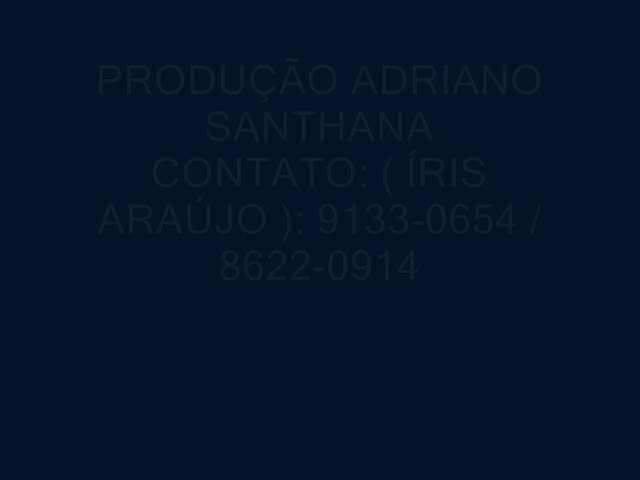 PRODUÇÃO ADRIANO
SANTHANA
CONTATO: ( ÍRIS
ARAÚJO ): 9133-0654 /
8622-0914